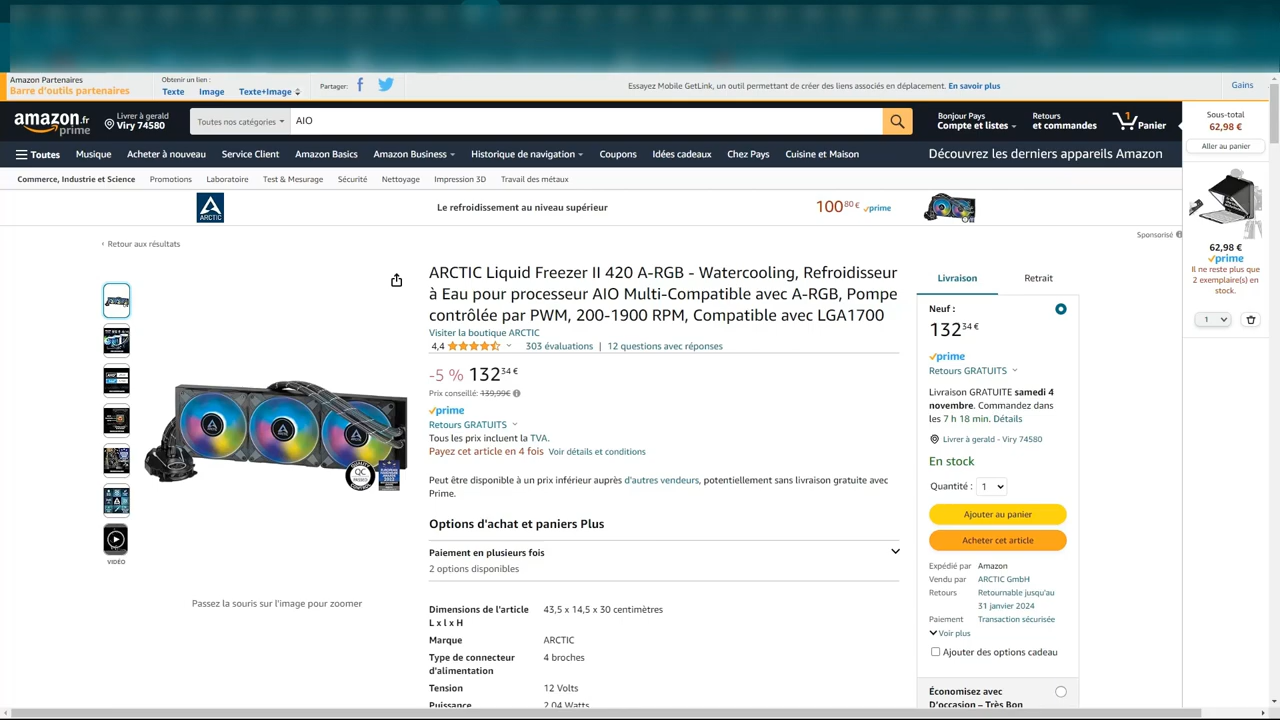 Amazon Partenaires
Barre d'outils partenaires
Obtenir un lien :
Texte Image Texte+Image
Partager:
Essayez Mobile GetLink, un outil permettant de créer des liens associés en déplacement. En savoir plus
Gains
amazon.fr
prime
Livrer à gerald
Viry 74580
Toutes nos catégories
AIO
Bonjour Pays
Compte et listes
Retours
et commandes
1
Panier
Sous-total
62,98 €
Aller au panier
Toutes Musique Acheter à nouveau Service Client Amazon Basics Amazon Business Historique de navigation Coupons Idées cadeaux Chez Pays Cuisine et Maison
Découvrez les derniers appareils Amazon
Commerce, Industrie et Science Promotions Laboratoire Test & Mesurage Sécurité Nettoyage Impression 3D Travail des métaux
ARCTIC
Le refroidissement au niveau supérieur
100 80 € prime
Sponsorisé
‹ Retour aux résultats
62,98 €
prime
Il ne reste plus que
2 exemplaire(s) en
stock.
1
ARCTIC Liquid Freezer II 420 A-RGB - Watercooling, Refroidisseur
à Eau pour processeur AIO Multi-Compatible avec A-RGB, Pompe
contrôlée par PWM, 200-1900 RPM, Compatible avec LGA1700
Visiter la boutique ARCTIC
4,4 303 évaluations | 12 questions avec réponses
-5 % 132 34 €
Prix conseillé: 139,99€
prime
Retours GRATUITS
Tous les prix incluent la TVA.
Payez cet article en 4 fois Voir détails et conditions
Peut être disponible à un prix inférieur auprès d'autres vendeurs, potentiellement sans livraison gratuite avec
Prime.
Options d'achat et paniers Plus
Paiement en plusieurs fois
2 options disponibles
Dimensions de l'article
L x l x H
43,5 x 14,5 x 30 centimètres
Marque ARCTIC
Type de connecteur
d'alimentation
4 broches
Tension 12 Volts
Puissance 2.04 Watts
VIDÉO
Passez la souris sur l'image pour zoomer
QC
Livraison Retrait
Neuf :
132 34 €
prime
Retours GRATUITS
Livraison GRATUITE samedi 4
novembre. Commandez dans
les 7 h 18 min. Détails
Livrer à gerald - Viry 74580
En stock
Quantité : 1
Ajouter au panier
Acheter cet article
Expédié par Amazon
Vendu par ARCTIC GmbH
Retours Retournable jusqu'au
31 janvier 2024
Paiement Transaction sécurisée
Voir plus
Ajouter des options cadeau
Économisez avec
D'occasion – Très Bon